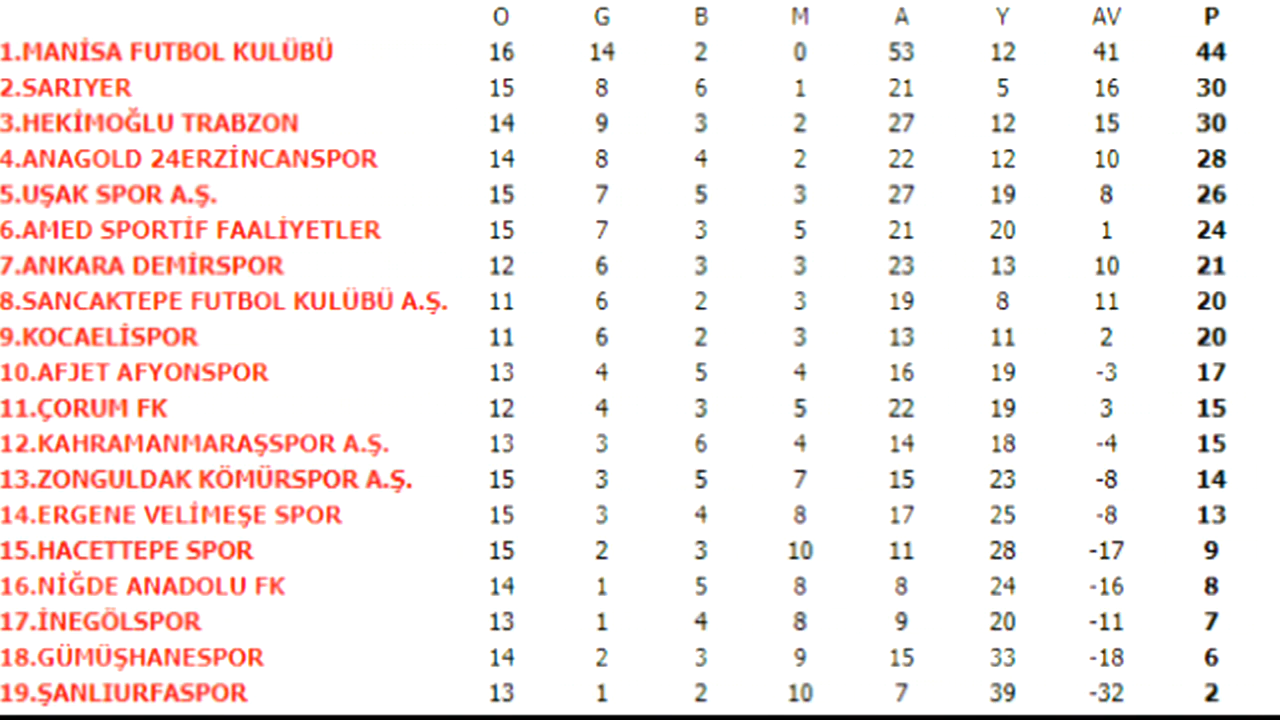 O G B M A Y AV P
1.MANİSA FUTBOL KULÜBÜ 16 14 2 0 53 12 41 44
2.SARIYER 15 8 6 1 21 5 16 30
3.HEKİMOĞLU TRABZON 14 9 3 2 27 12 15 30
4.ANAGOLD 24ERZİNCANSPOR 14 8 4 2 22 12 10 28
5.UŞAK SPOR A.Ş. 15 7 5 3 27 19 8 26
6.AMED SPORTİF FAALİYETLER 15 7 3 5 21 20 1 24
7.ANKARA DEMİRSPOR 12 6 3 3 23 13 10 21
8.SANCAKTEPE FUTBOL KULÜBÜ A.Ş. 11 6 2 3 19 8 11 20
9.KOCAELİSPOR 11 6 2 3 13 11 2 20
10.AFJET AFYONSPOR 13 4 5 4 16 19 -3 17
11.ÇORUM FK 12 4 3 5 22 19 3 15
12.KAHRAMANMARAŞSPOR A.Ş. 13 3 6 4 14 18 -4 15
13.ZONGULDAK KÖMÜRSPOR A.Ş. 15 3 5 7 15 23 -8 14
14.ERGENE VELİMEŞE SPOR 15 3 4 8 17 25 -8 13
15.HACETTEPE SPOR 15 2 3 10 11 28 -17 9
16.NİĞDE ANADOLU FK 14 1 5 8 8 24 -16 8
17.İNEGÖLSPOR 13 1 4 8 9 20 -11 7
18.GÜMÜŞHANESPOR 14 2 3 9 15 33 -18 6
19.ŞANLIURFASPOR 13 1 2 10 7 39 -32 2